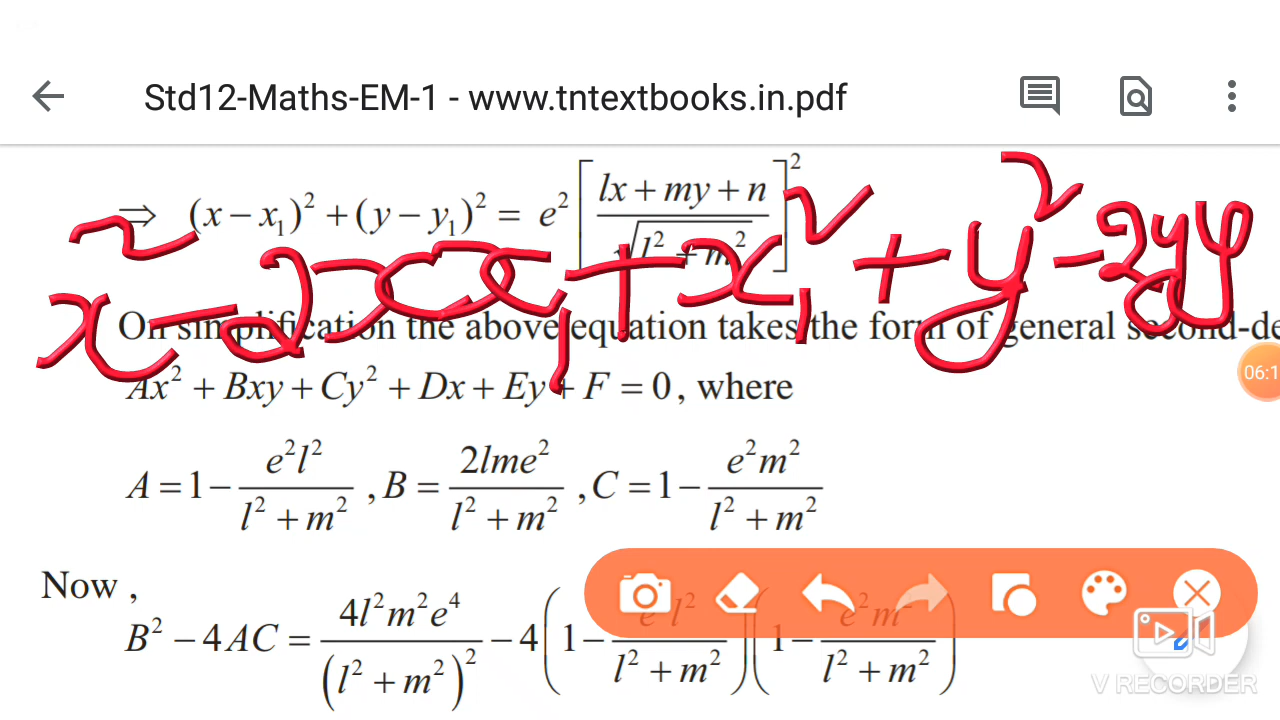 Std12-Maths-EM-1 - www.tntextbooks.in.pdf
⇒ (x − x₁)² + (y − y₁)² = e² [ (lx + my + n) / √(l² + m²) ]²
x² − 2xx₁ + x₁² + y² − 2yy
On simplification the above equation takes the form of general second-de
Ax² + Bxy + Cy² + Dx + Ey + F = 0, where
A = 1 − e²l² / (l² + m²), B = 2lme² / (l² + m²), C = 1 − e²m² / (l² + m²)
06:1
Now ,
B² − 4AC = 4l²m²e⁴ / (l² + m²)² − 4 (1 − e²l² / (l² + m²)) (1 − e²m² / (l² + m²))
V RECORDER